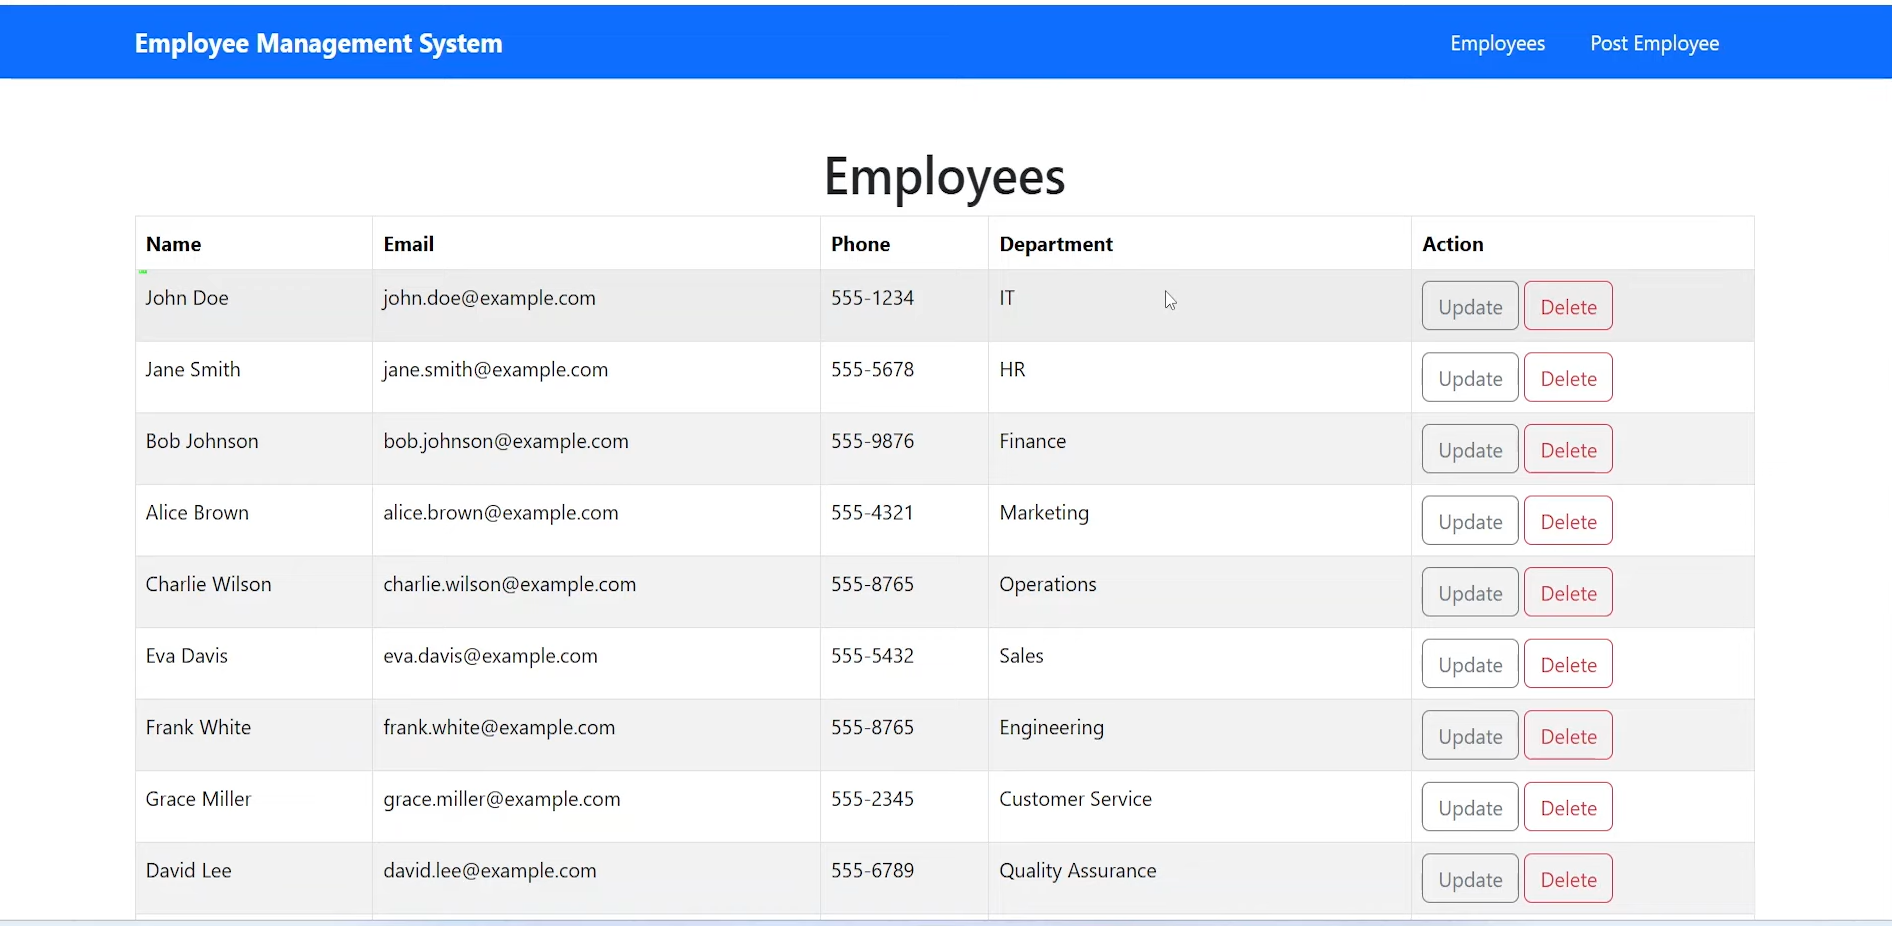 Employee Management System Employees Post Employee
Employees
Name Email Phone Department Action
John Doe john.doe@example.com 555-1234 IT Update Delete
Jane Smith jane.smith@example.com 555-5678 HR Update Delete
Bob Johnson bob.johnson@example.com 555-9876 Finance Update Delete
Alice Brown alice.brown@example.com 555-4321 Marketing Update Delete
Charlie Wilson charlie.wilson@example.com 555-8765 Operations Update Delete
Eva Davis eva.davis@example.com 555-5432 Sales Update Delete
Frank White frank.white@example.com 555-8765 Engineering Update Delete
Grace Miller grace.miller@example.com 555-2345 Customer Service Update Delete
David Lee david.lee@example.com 555-6789 Quality Assurance Update Delete